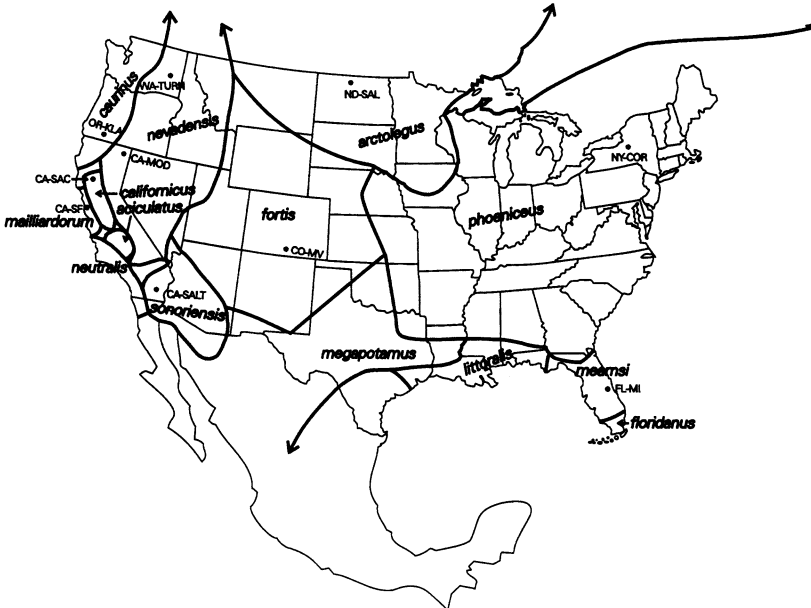 WA-TURN
ND-SAL
caurinus
OR-KLA
nevadensis
arctolegus
NY-COR
CA-MOD
CA-SAC
californicus
CA-SF
aciculatus
mailliardorum
fortis
phoeniceus
CO-MV
neutralis
CA-SALT
sonoriensis
megapotamus
littoralis
mearnsi
FL-MI
floridanus